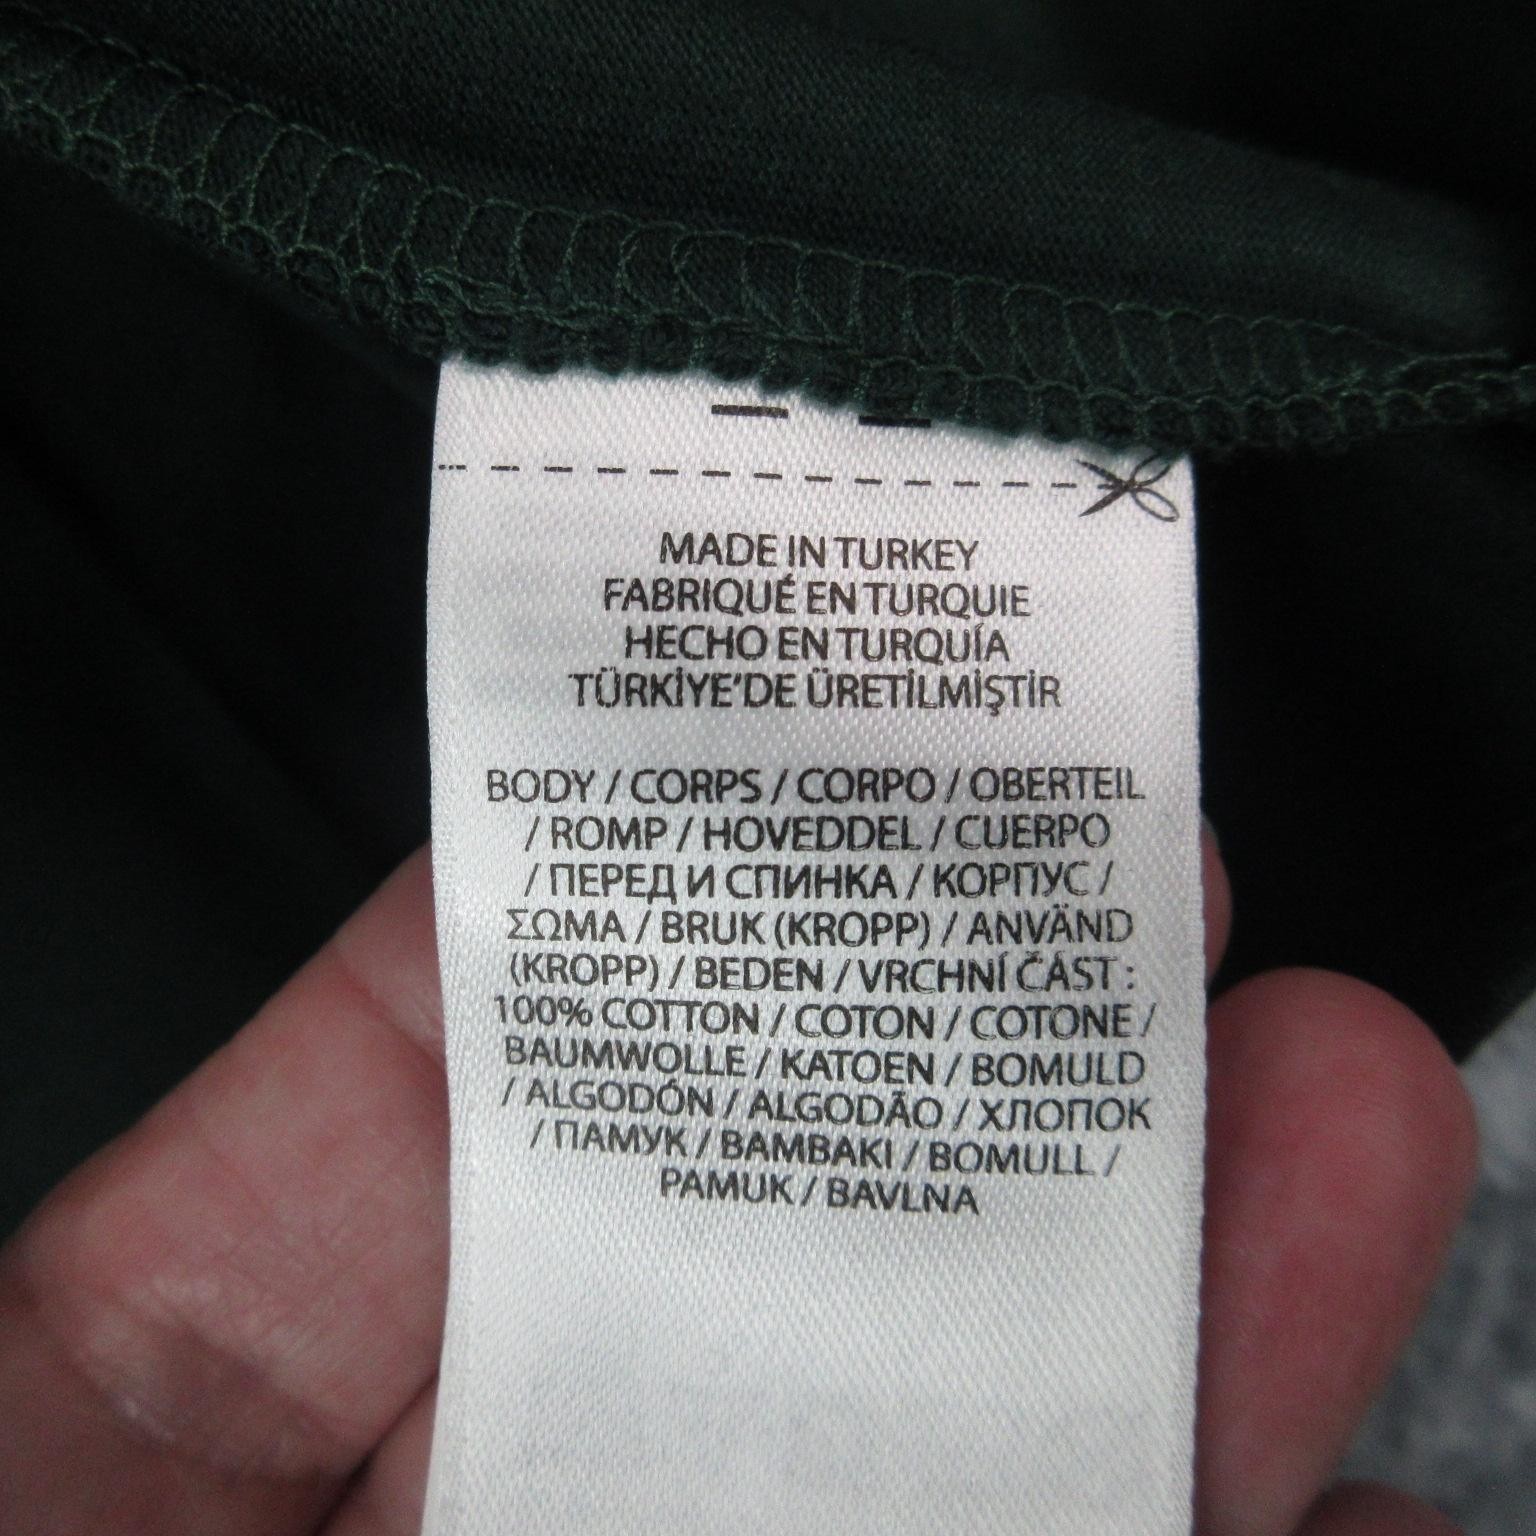 MADE IN TURKEY
FABRIQUÉ EN TURQUIE
HECHO EN TURQUÍA
TÜRKİYE'DE ÜRETİLMİŞTİR
BODY / CORPS / CORPO / OBERTEIL
/ ROMP / HOVEDDEL / CUERPO
/ ПЕРЕД И СПИНКА / КОРПУС /
ΣΩΜΑ / BRUK (KROPP) / ANVÄND
(KROPP) / BEDEN / VRCHNÍ ČÁST :
100% COTTON / COTON / COTONE /
BAUMWOLLE / KATOEN / BOMULD
/ ALGODÓN / ALGODÃO / ХЛОПОК
/ ПАМУК / ΒΑΜΒΑΚΙ / BOMULL /
PAMUK / BAVLNA